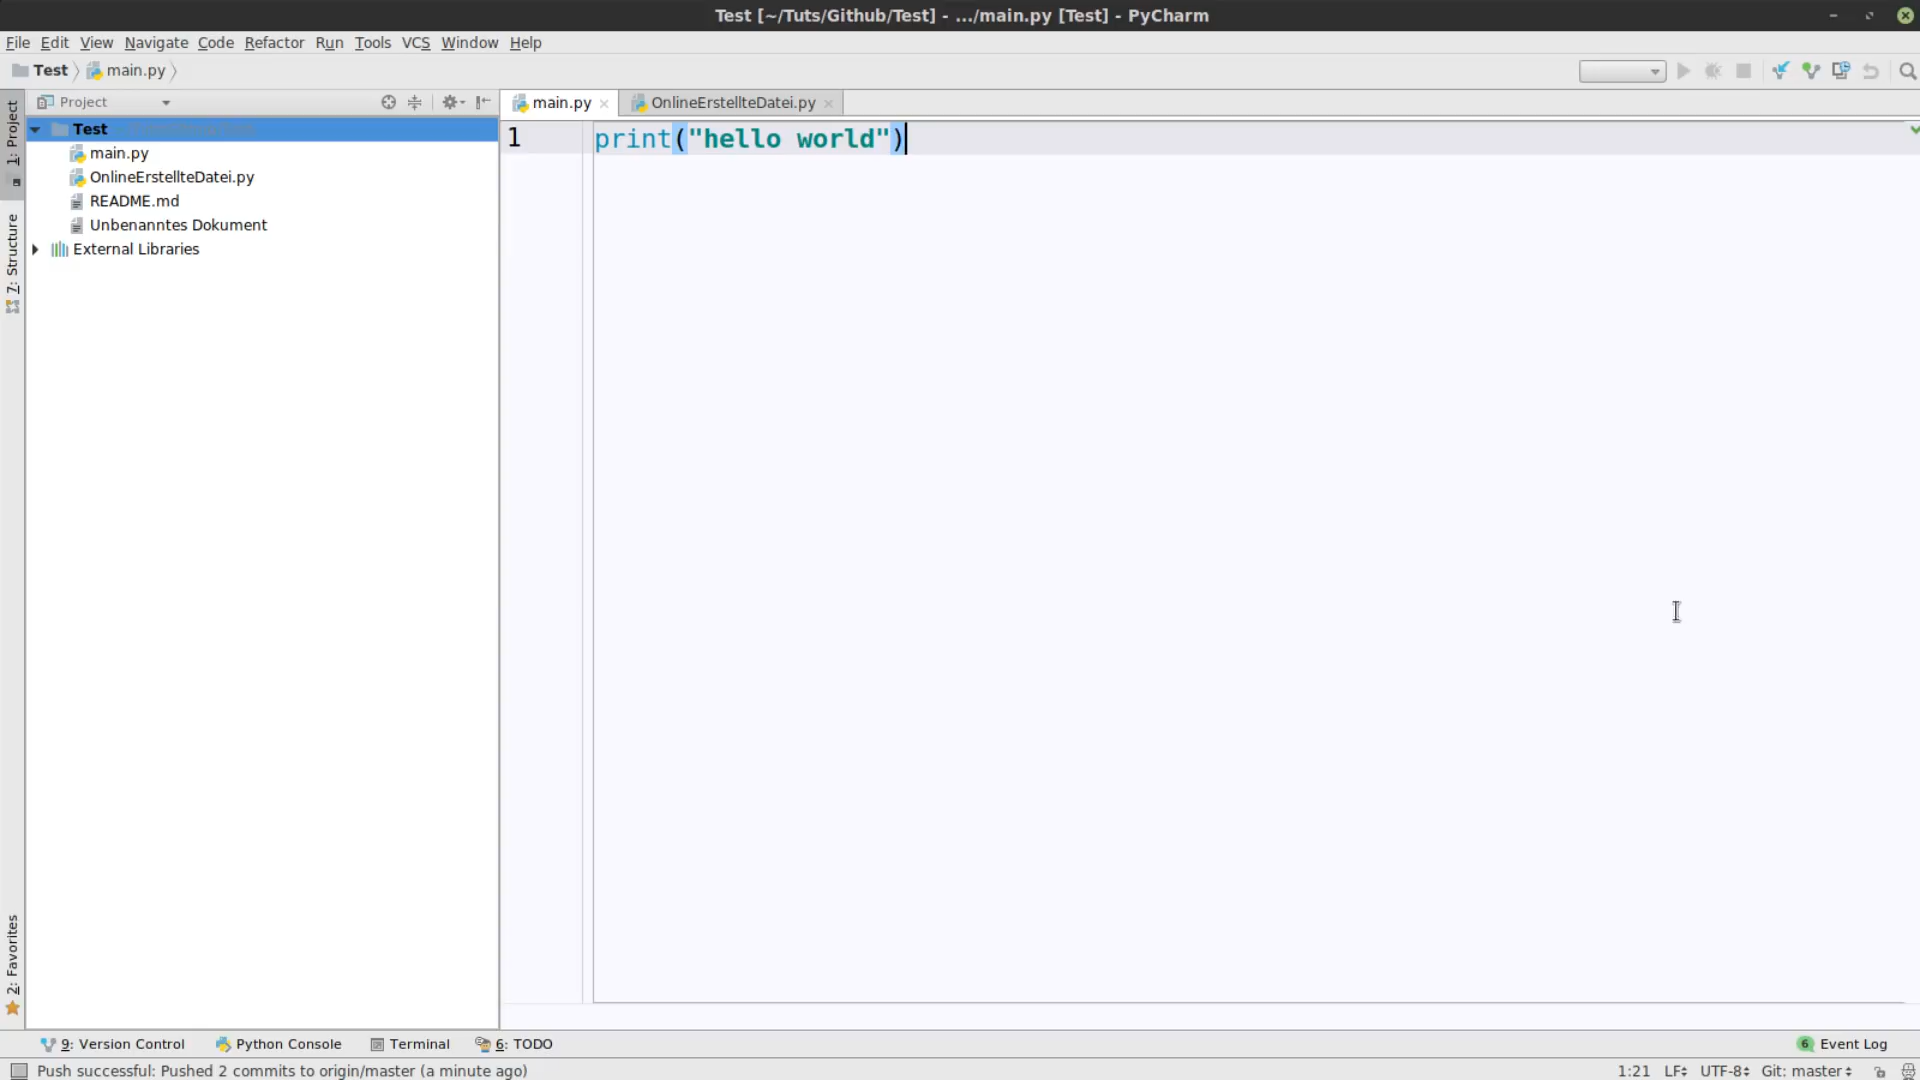 Test [~/Tuts/Github/Test] - .../main.py [Test] - PyCharm
File Edit View Navigate Code Refactor Run Tools VCS Window Help
Test main.py
1: Project
7: Structure
2: Favorites
Project
Test
main.py
OnlineErstellteDatei.py
README.md
Unbenanntes Dokument
External Libraries
main.py OnlineErstellteDatei.py
1 print("hello world")
9: Version Control Python Console Terminal 6: TODO 6 Event Log
Push successful: Pushed 2 commits to origin/master (a minute ago) 1:21 LF UTF-8 Git: master